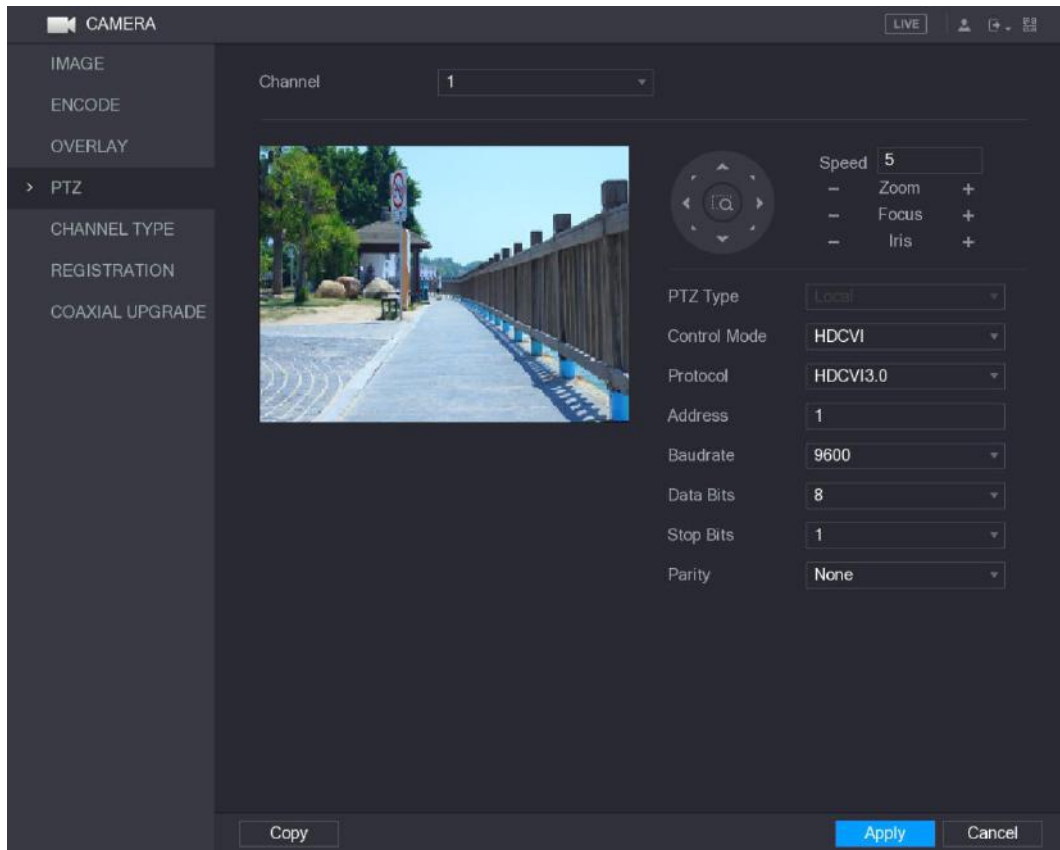 CAMERA
LIVE
IMAGE
ENCODE
OVERLAY
PTZ
CHANNEL TYPE
REGISTRATION
COAXIAL UPGRADE
Channel 1
Speed 5
Zoom
Focus
Iris
PTZ Type Local
Control Mode HDCVI
Protocol HDCVI3.0
Address 1
Baudrate 9600
Data Bits 8
Stop Bits 1
Parity None
Copy
Apply
Cancel